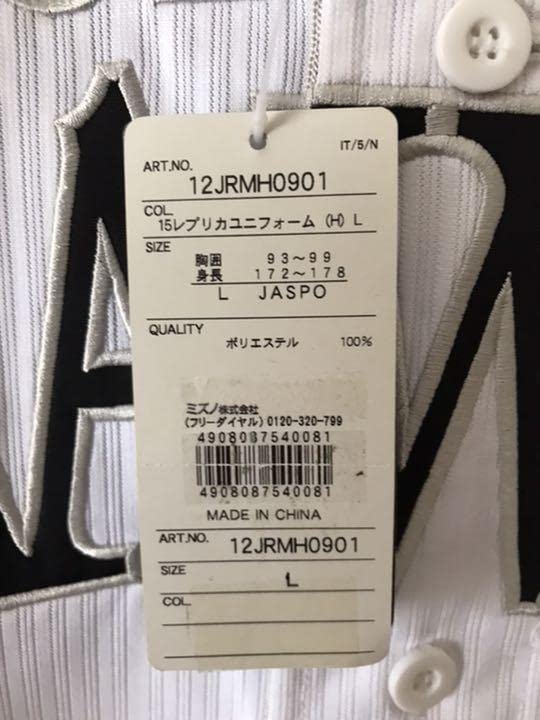 IT/5/N
ART.NO. 12JRMH0901
COL. 15レプリカユニフォーム (H) L
SIZE
胸囲 93～99
身長 172～178
L JASPO
QUALITY
ポリエステル 100%
ミズノ株式会社
(フリーダイヤル) 0120-320-799
4908087540081
4908087540081
MADE IN CHINA
ART.NO. 12JRMH0901
SIZE L
COL.